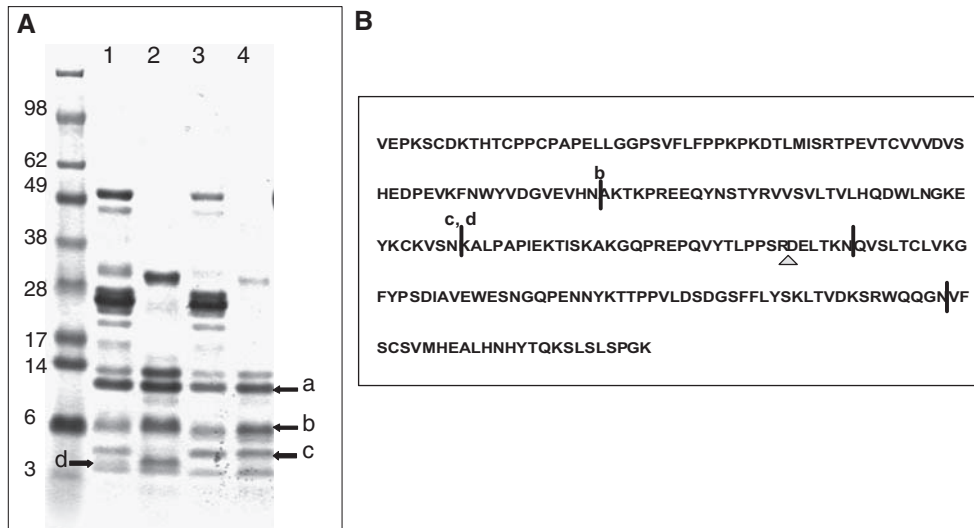 A
B
1 2 3 4
98
62
49
38
28
17
14
6
3
a
b
c
d
VEPKSCDKTHTCPPCPAPELLGGPSVFLFPPKPKDTLMISRTPEVTCVVVDVS
b
HEDPEVKFNWYVDGVEVHNAKTKPREEQYNSTYRVVSVLTVLHQDWLNGKE
c, d
YKCKVSNKALPAPIEKTISKAKGQPREPQVYTLPPSRDELTKNQVSLTCLVKG
FYPSDIAVEWESNGQPENNYKTTPPVLDSDGSFFLYSKLTVDKSRWQQGNVF
SCSVMHEALHNHYTQKSLSLSPGK